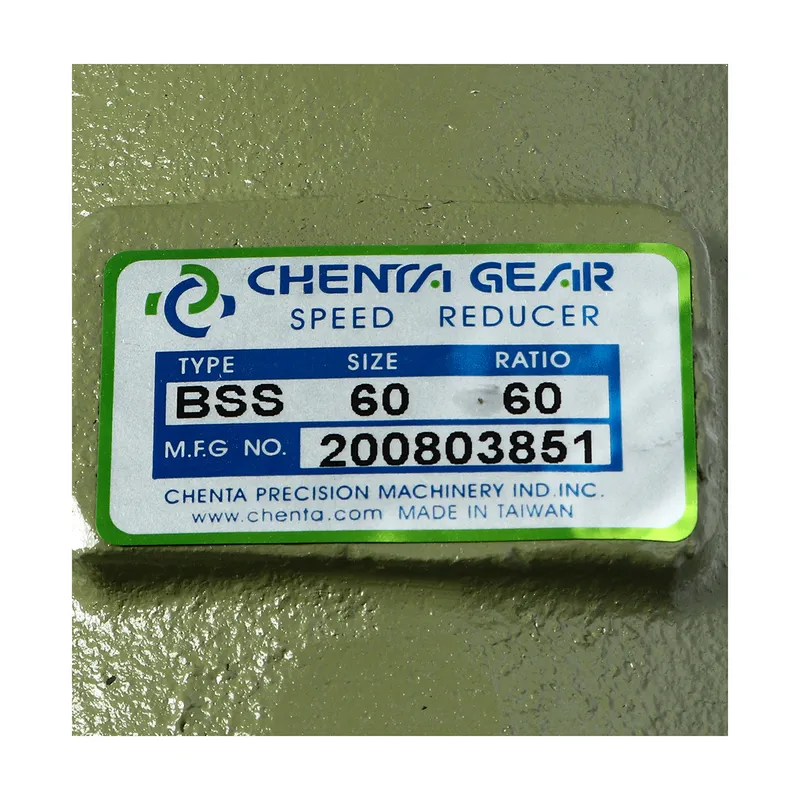 CHENTA GEAR
SPEED REDUCER
TYPE SIZE RATIO
BSS 60 60
M.F.G NO. 200803851
CHENTA PRECISION MACHINERY IND.INC.
www.chenta.com MADE IN TAIWAN